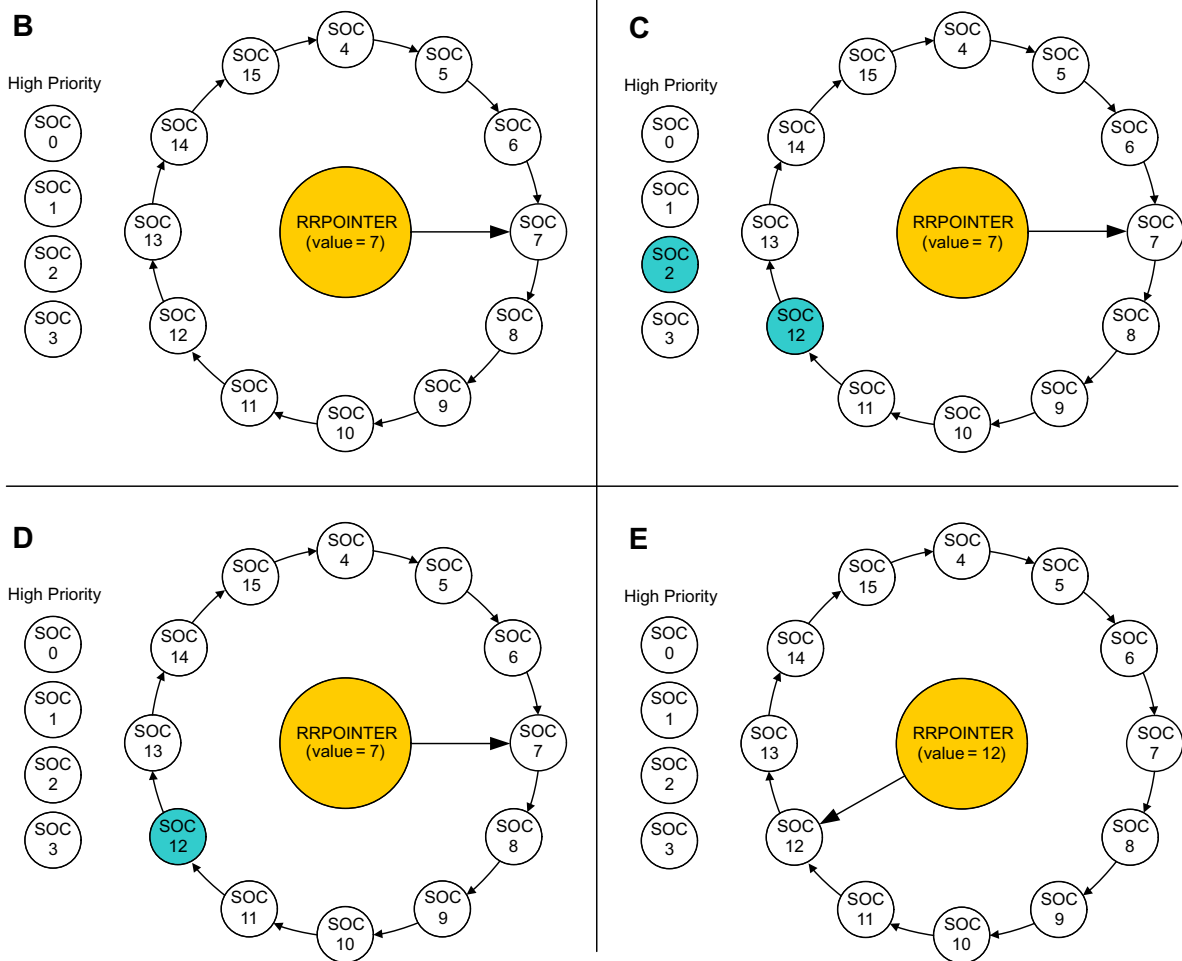 B
High Priority
SOC
0
SOC
1
SOC
2
SOC
3
SOC
4
SOC
5
SOC
6
SOC
7
SOC
8
SOC
9
SOC
10
SOC
11
SOC
12
SOC
13
SOC
14
SOC
15
RRPOINTER
(value = 7)
C
High Priority
SOC
0
SOC
1
SOC
2
SOC
3
SOC
4
SOC
5
SOC
6
SOC
7
SOC
8
SOC
9
SOC
10
SOC
11
SOC
12
SOC
13
SOC
14
SOC
15
RRPOINTER
(value = 7)
D
High Priority
SOC
0
SOC
1
SOC
2
SOC
3
SOC
4
SOC
5
SOC
6
SOC
7
SOC
8
SOC
9
SOC
10
SOC
11
SOC
12
SOC
13
SOC
14
SOC
15
RRPOINTER
(value = 7)
E
High Priority
SOC
0
SOC
1
SOC
2
SOC
3
SOC
4
SOC
5
SOC
6
SOC
7
SOC
8
SOC
9
SOC
10
SOC
11
SOC
12
SOC
13
SOC
14
SOC
15
RRPOINTER
(value = 12)